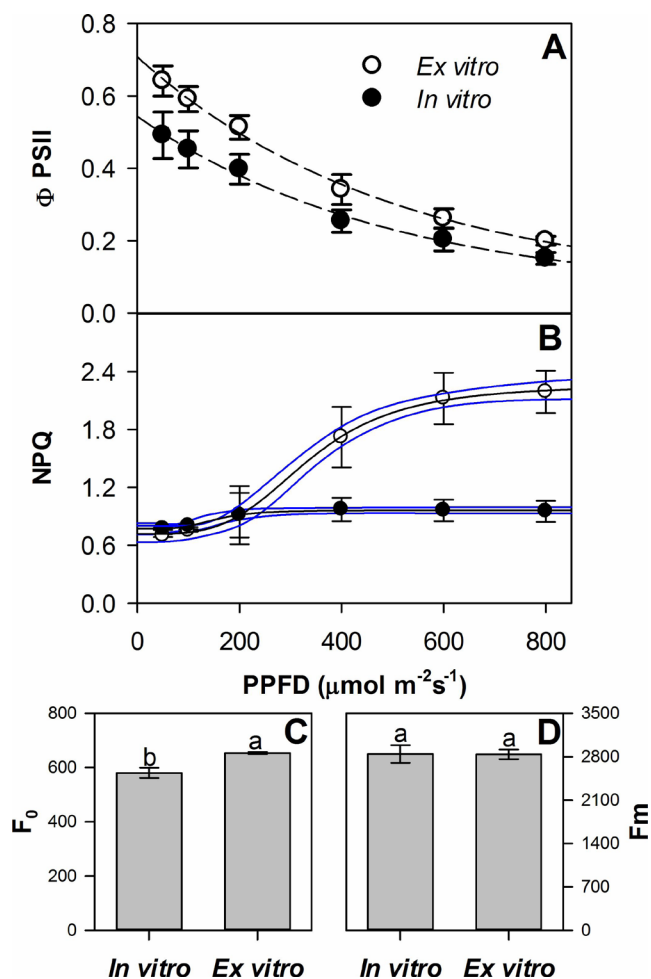 A
Ex vitro
In vitro
0.8
0.6
0.4
0.2
0.0
Φ PSII
B
2.4
1.8
1.2
0.6
0.0
NPQ
0 200 400 600 800
PPFD (μmol m⁻²s⁻¹)
C
800
600
400
200
0
F₀
b a
In vitro Ex vitro
D
3500
2800
2100
1400
700
0
Fm
a a
In vitro Ex vitro